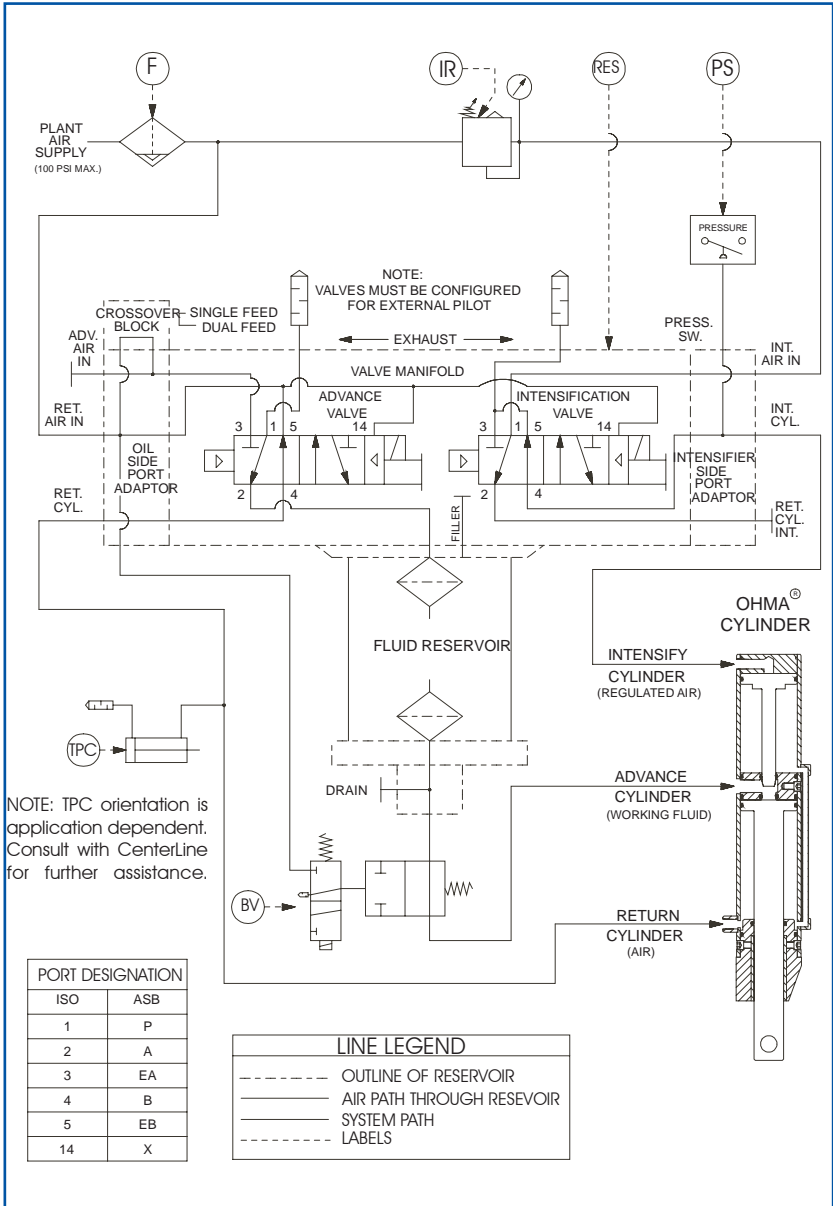 F
IR
RES
PS
PLANT
AIR
SUPPLY
(100 PSI MAX.)
PRESSURE
NOTE:
VALVES MUST BE CONFIGURED
FOR EXTERNAL PILOT
CROSSOVER
BLOCK
SINGLE FEED
DUAL FEED
EXHAUST
PRESS.
SW.
ADV.
AIR
IN
INT.
AIR IN
VALVE MANIFOLD
RET.
AIR IN
ADVANCE
VALVE
INTENSIFICATION
VALVE
INT.
CYL.
3 1 5 14
3 1 5 14
OIL
SIDE
PORT
ADAPTOR
INTENSIFIER
SIDE
PORT
ADAPTOR
2 4
2 4
RET.
CYL.
FILLER
RET.
CYL.
INT.
FLUID RESERVOIR
OHMA®
CYLINDER
INTENSIFY
CYLINDER
(REGULATED AIR)
TPC
DRAIN
ADVANCE
CYLINDER
(WORKING FLUID)
NOTE: TPC orientation is
application dependent.
Consult with CenterLine
for further assistance.
BV
RETURN
CYLINDER
(AIR)
PORT DESIGNATION
ISO ASB
1 P
2 A
3 EA
4 B
5 EB
14 X
LINE LEGEND
OUTLINE OF RESERVOIR
AIR PATH THROUGH RESEVOIR
SYSTEM PATH
LABELS